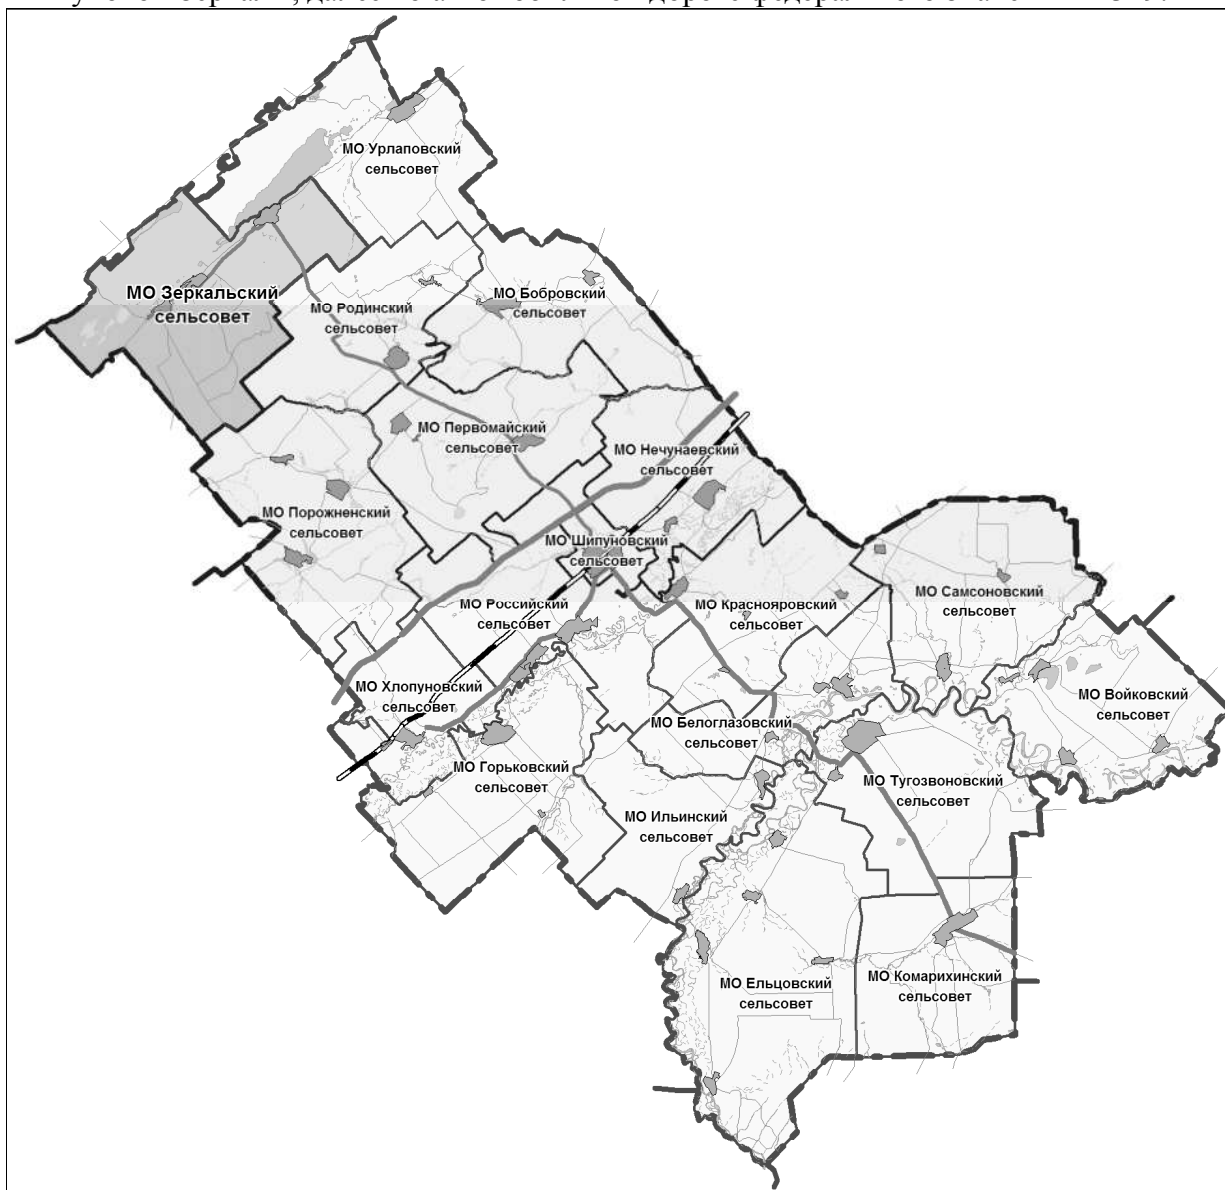 МО Урлаповский
сельсовет
МО Зеркальский
сельсовет
МО Родинский
сельсовет
МО Бобровский
сельсовет
МО Первомайский
сельсовет
МО Нечунаевский
сельсовет
МО Порожненский
сельсовет
МО Шипуновский
сельсовет
МО Российский
сельсовет
МО Краснояровский
сельсовет
МО Самсоновский
сельсовет
МО Хлопуновский
сельсовет
МО Войковский
сельсовет
МО Белоглазовский
сельсовет
МО Горьковский
сельсовет
МО Тугозвоновский
сельсовет
МО Ильинский
сельсовет
МО Ельцовский
сельсовет
МО Комарихинский
сельсовет